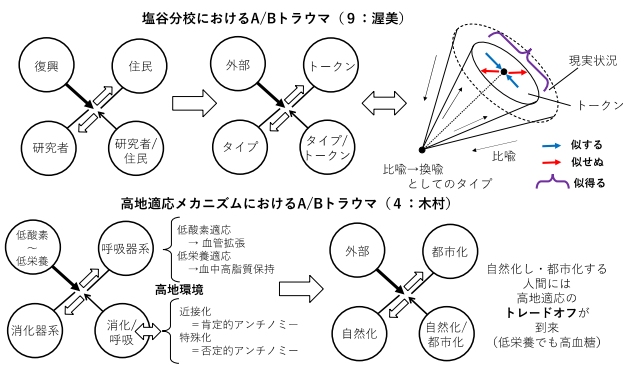 塩谷分校におけるA/Bトラウマ（９：渥美）
復興
住民
研究者
研究者/
住民
外部
トークン
タイプ
タイプ/
トークン
現実状況
トークン
似する
似せぬ
似得る
比喩
比喩→換喩
としてのタイプ
高地適応メカニズムにおけるA/Bトラウマ（４：木村）
低酸素
～
低栄養
呼吸器系
消化器系
消化/
呼吸
低酸素適応
→ 血管拡張
低栄養適応
→血中高脂質保持
高地環境
近接化
＝肯定的アンチノミー
特殊化
＝否定的アンチノミー
外部
都市化
自然化
自然化/
都市化
自然化し・都市化する
人間には
高地適応の
トレードオフが
到来
（低栄養でも高血糖）